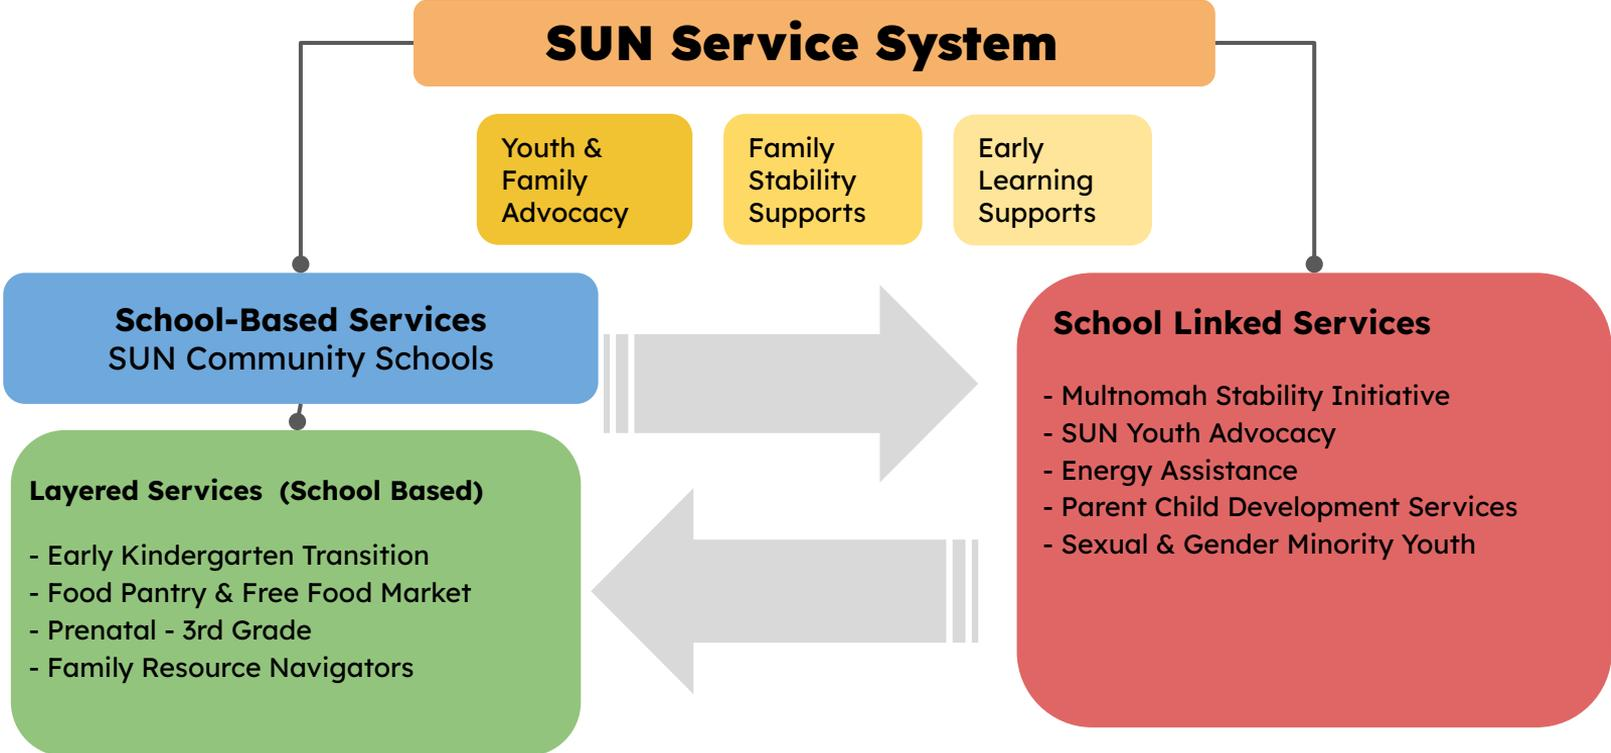 SUN Service System
Youth &
Family
Advocacy
Family
Stability
Supports
Early
Learning
Supports
School-Based Services
SUN Community Schools
Layered Services  (School Based)
- Early Kindergarten Transition
- Food Pantry & Free Food Market
- Prenatal - 3rd Grade
- Family Resource Navigators
School Linked Services
- Multnomah Stability Initiative
- SUN Youth Advocacy
- Energy Assistance
- Parent Child Development Services
- Sexual & Gender Minority Youth